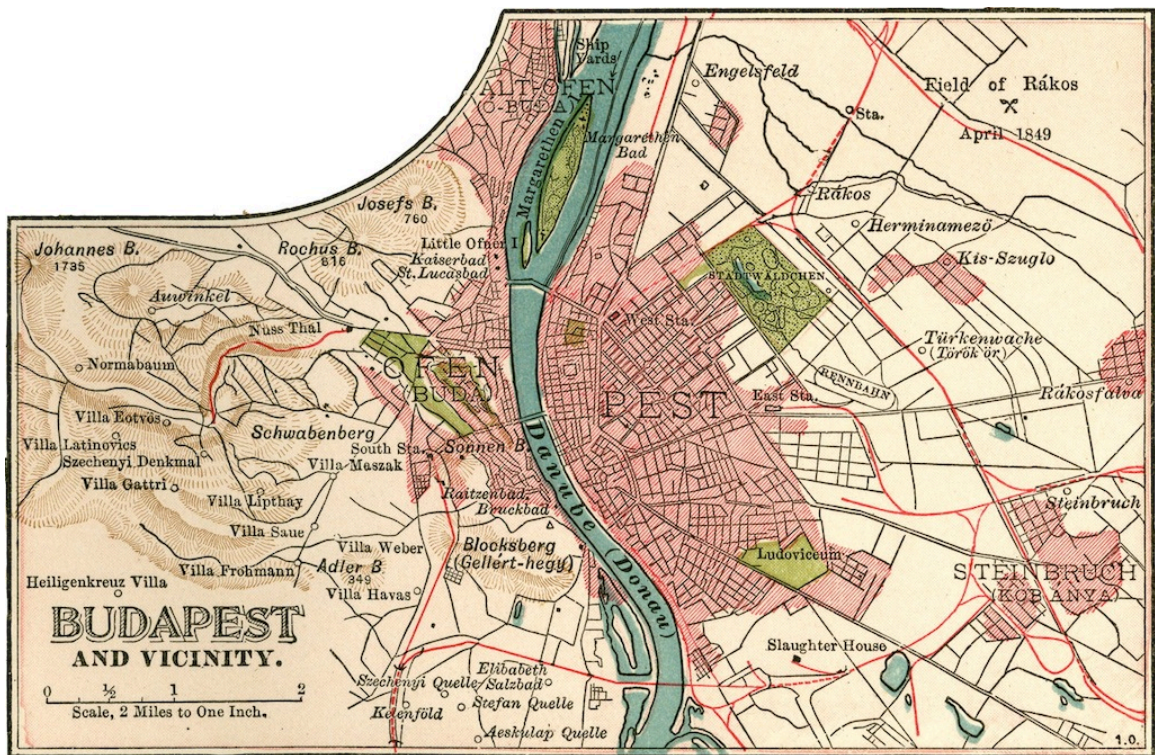 Ship
Yards
ALT-OFEN
(O-BUDA)
Engelsfeld
Field of Rákos
Sta.
April 1849
Margarethen
Margarethen
Bad
Rákos
Josefs B.
760
Herminamezö
Johannes B.
1735
Rochus B.
816
Little Ofner I.
Kaiserbad
St. Lucasbad
Kis-Szuglo
STADTWÄLDCHEN
Auwinkel
Nuss Thal
West Sta.
Türkenwache
(Török ör)
Normabaum
OFEN
(BUDA)
PEST
RENNBAHN
East Sta.
Rákosfalva
Villa Eotvös
Schwabenberg
Villa Latinovics
Szechenyi Denkmal
South Sta.
Sonnen B.
Danube (Donau)
Villa Maszak
Villa Gattri
Villa Lipthay
Raitzenbad,
Bruckbad
Steinbruch
Villa Saue
Villa Weber
Blocksberg
(Gellért-hegy)
Ludoviceum
Villa Frohmann
Adler B
349
STEINBRUCH
(KOBANYA)
Heiligenkreuz Villa
Villa Havas
BUDAPEST
AND VICINITY.
Slaughter House
0 ½ 1 2
Scale, 2 Miles to One Inch.
Szechenyi Quelle
Elibabeth
Salzbad
Stefan Quelle
Kelenföld
Aeskulap Quelle
1.0.